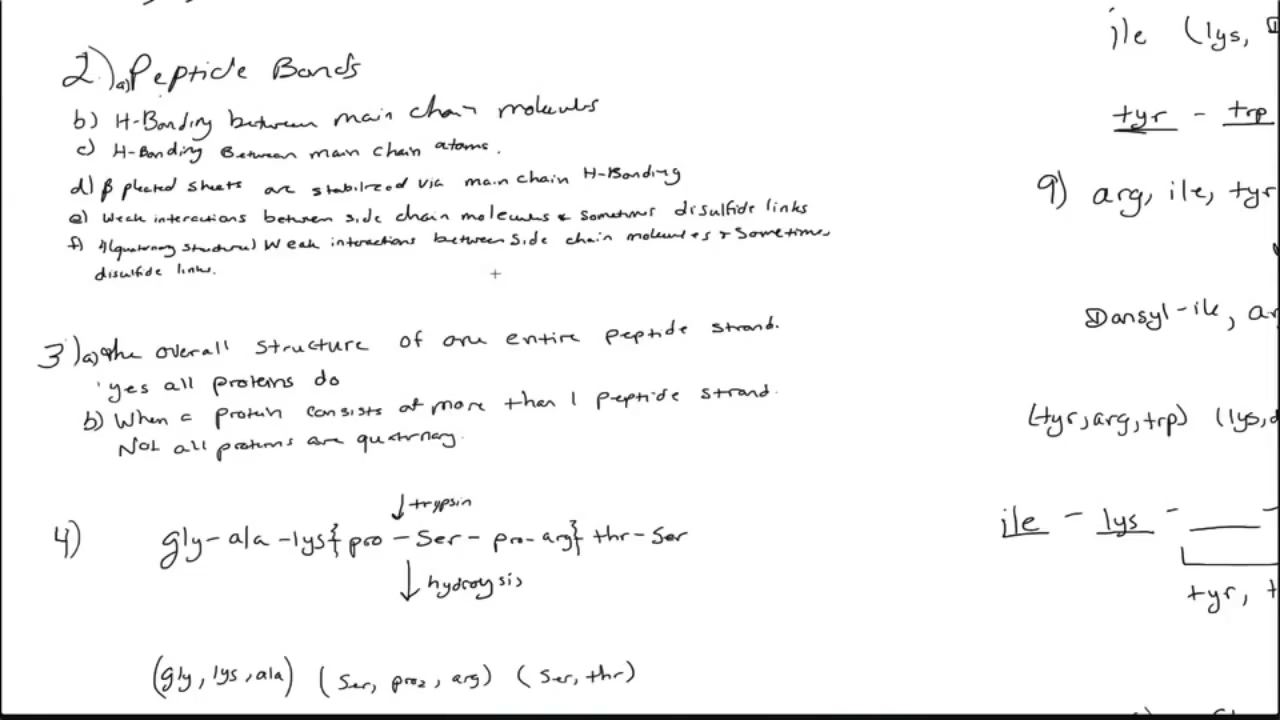 2) a) Peptide Bonds
b) H-Bonding between main chain molecules
c) H-Bonding Between main chain atoms.
d) β pleated sheets are stabilized via main chain H-Bonding
e) Weak interactions between side chain molecules & sometimes disulfide links
f) (quaternary structure) Weak interactions between side chain molecules & sometimes
disulfide links.
3) a) the overall structure of one entire peptide strand.
yes all proteins do
b) When a protein consists of more than 1 peptide strand.
Not all proteins are quaternary.
↓ trypsin
4) gly - ala - lys { pro - Ser - pro - arg } thr - Ser
↓ hydroysis
(gly, lys, ala) (Ser, pro2, arg) (Ser, thr)
ile (lys,
tyr - trp
9) arg, ile, tyr
Dansyl-ile, ar
(tyr, arg, trp) (lys,
ile - lys -
tyr, t